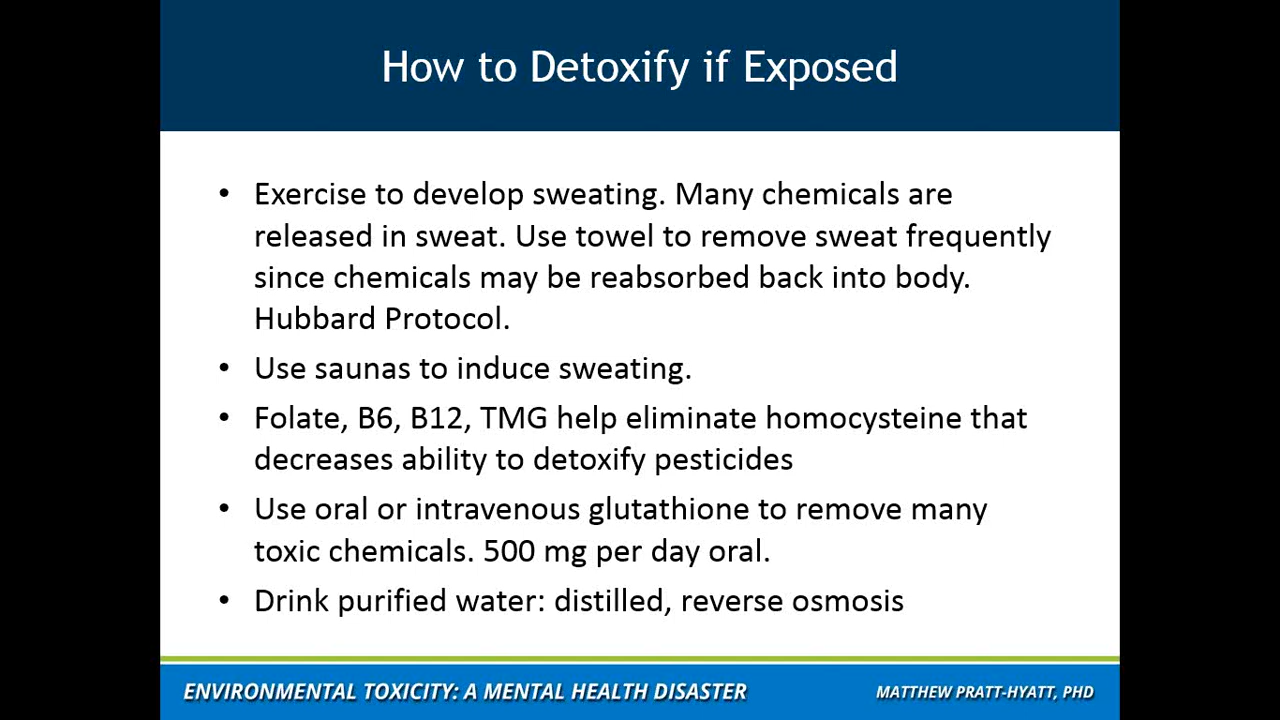 How to Detoxify if Exposed
• Exercise to develop sweating. Many chemicals are
released in sweat. Use towel to remove sweat frequently
since chemicals may be reabsorbed back into body.
Hubbard Protocol.
• Use saunas to induce sweating.
• Folate, B6, B12, TMG help eliminate homocysteine that
decreases ability to detoxify pesticides
• Use oral or intravenous glutathione to remove many
toxic chemicals. 500 mg per day oral.
• Drink purified water: distilled, reverse osmosis
ENVIRONMENTAL TOXICITY: A MENTAL HEALTH DISASTER
MATTHEW PRATT-HYATT, PHD